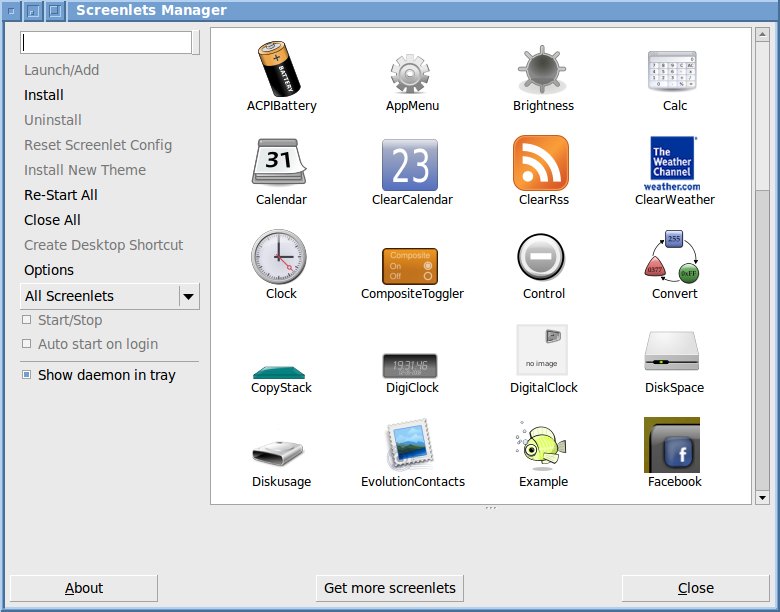 Screenlets Manager
Launch/Add
Install
Uninstall
Reset Screenlet Config
Install New Theme
Re-Start All
Close All
Create Desktop Shortcut
Options
All Screenlets
Start/Stop
Auto start on login
Show daemon in tray
BATTERY
ACPIBattery
AppMenu
Brightness
Calc
31
Calendar
23
ClearCalendar
ClearRss
The
Weather
Channel
weather.com
ClearWeather
Clock
Composite
On
Off
CompositeToggler
Control
255
0377
0xFF
Convert
CopyStack
19.31.46
DigiClock
no image
DigitalClock
DiskSpace
Diskusage
EvolutionContacts
Example
f
Facebook
About
Get more screenlets
Close